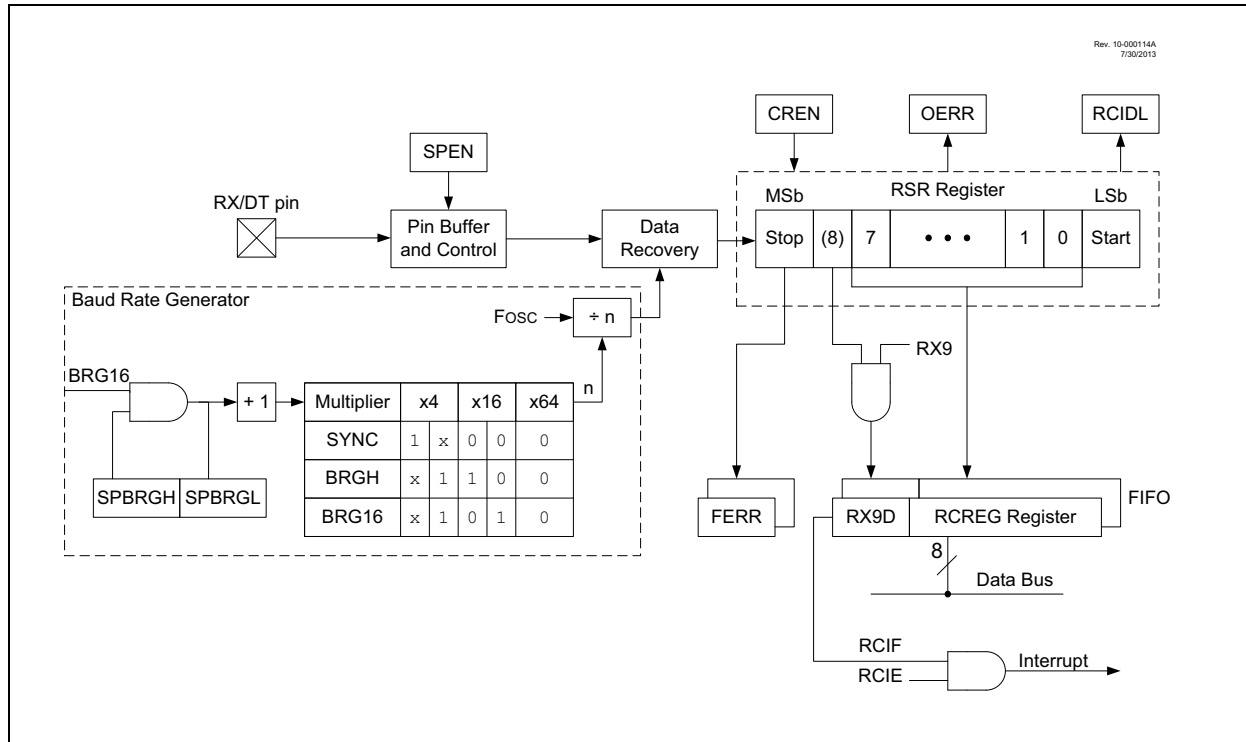 Rev. 10-000114A
7/30/2013
CREN
OERR
RCIDL
SPEN
RSR Register
MSb
LSb
RX/DT pin
Pin Buffer
and Control
Data
Recovery
Stop (8) 7 • • • 1 0 Start
Baud Rate Generator
FOSC
÷ n
RX9
BRG16
n
+ 1
Multiplier x4 x16 x64
SYNC 1 x 0 0 0
BRGH x 1 1 0 0
BRG16 x 1 0 1 0
SPBRGH SPBRGL
FERR
RX9D
RCREG Register
FIFO
8
Data Bus
RCIF
RCIE
Interrupt